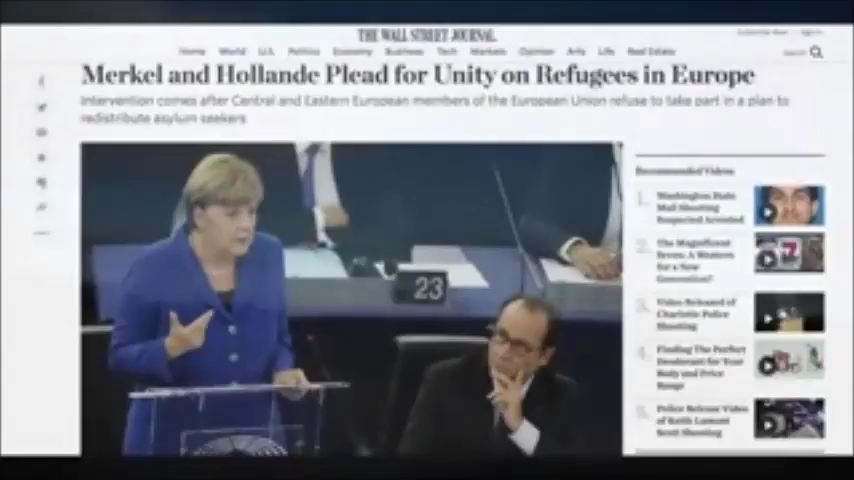 THE WALL STREET JOURNAL.
Home World U.S. Politics Economy Business Tech Markets Opinion Arts Life Real Estate
Merkel and Hollande Plead for Unity on Refugees in Europe
Intervention comes after Central and Eastern European members of the European Union refuse to take part in a plan to
redistribute asylum seekers
23
Recommended Videos
1. Washington State
Mall Shooting
Suspected Arrested
2. The Magnificent
Seven: A Western
for a New
Generation?
3. Video Released of
Charlotte Police
Shooting
4. Finding The Perfect
Deodorant for Your
Body and Price
Range
5. Police Release Video
of Keith Lamont
Scott Shooting